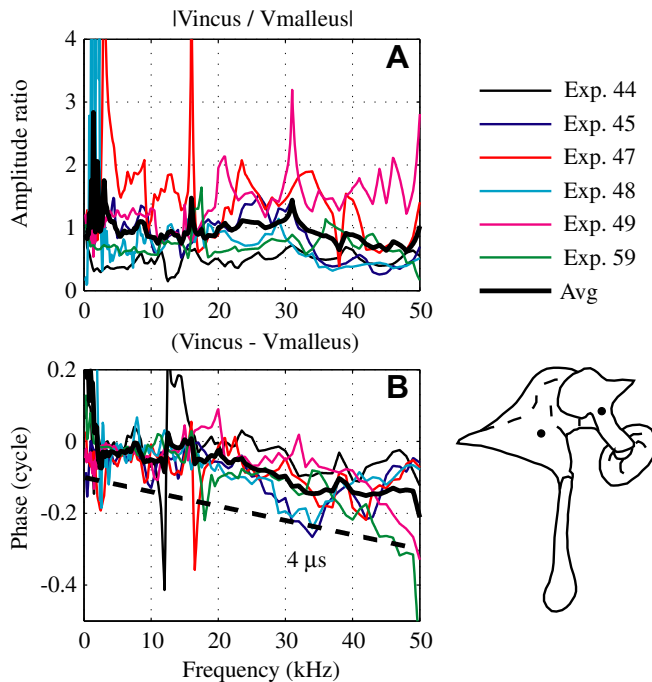 |Vincus / Vmalleus|
A
Amplitude ratio
4
3
2
1
0
0 10 20 30 40 50
Exp. 44
Exp. 45
Exp. 47
Exp. 48
Exp. 49
Exp. 59
Avg
(Vincus - Vmalleus)
B
Phase (cycle)
0.2
0
-0.2
-0.4
4 µs
0 10 20 30 40 50
Frequency (kHz)